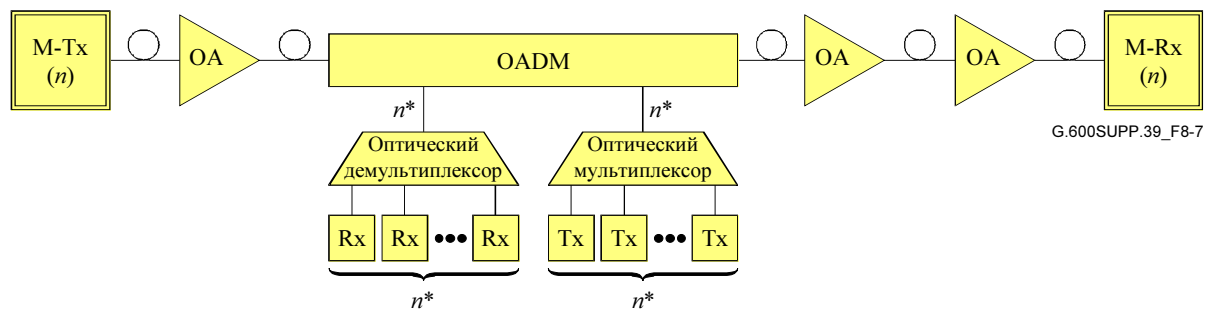 M-Tx
(n)
OA
OADM
OA
OA
M-Rx
(n)
G.600SUPP.39_F8-7
n*
n*
Оптический
демультиплексор
Оптический
мультиплексор
Rx
Rx
•••
Rx
Tx
Tx
•••
Tx
n*
n*